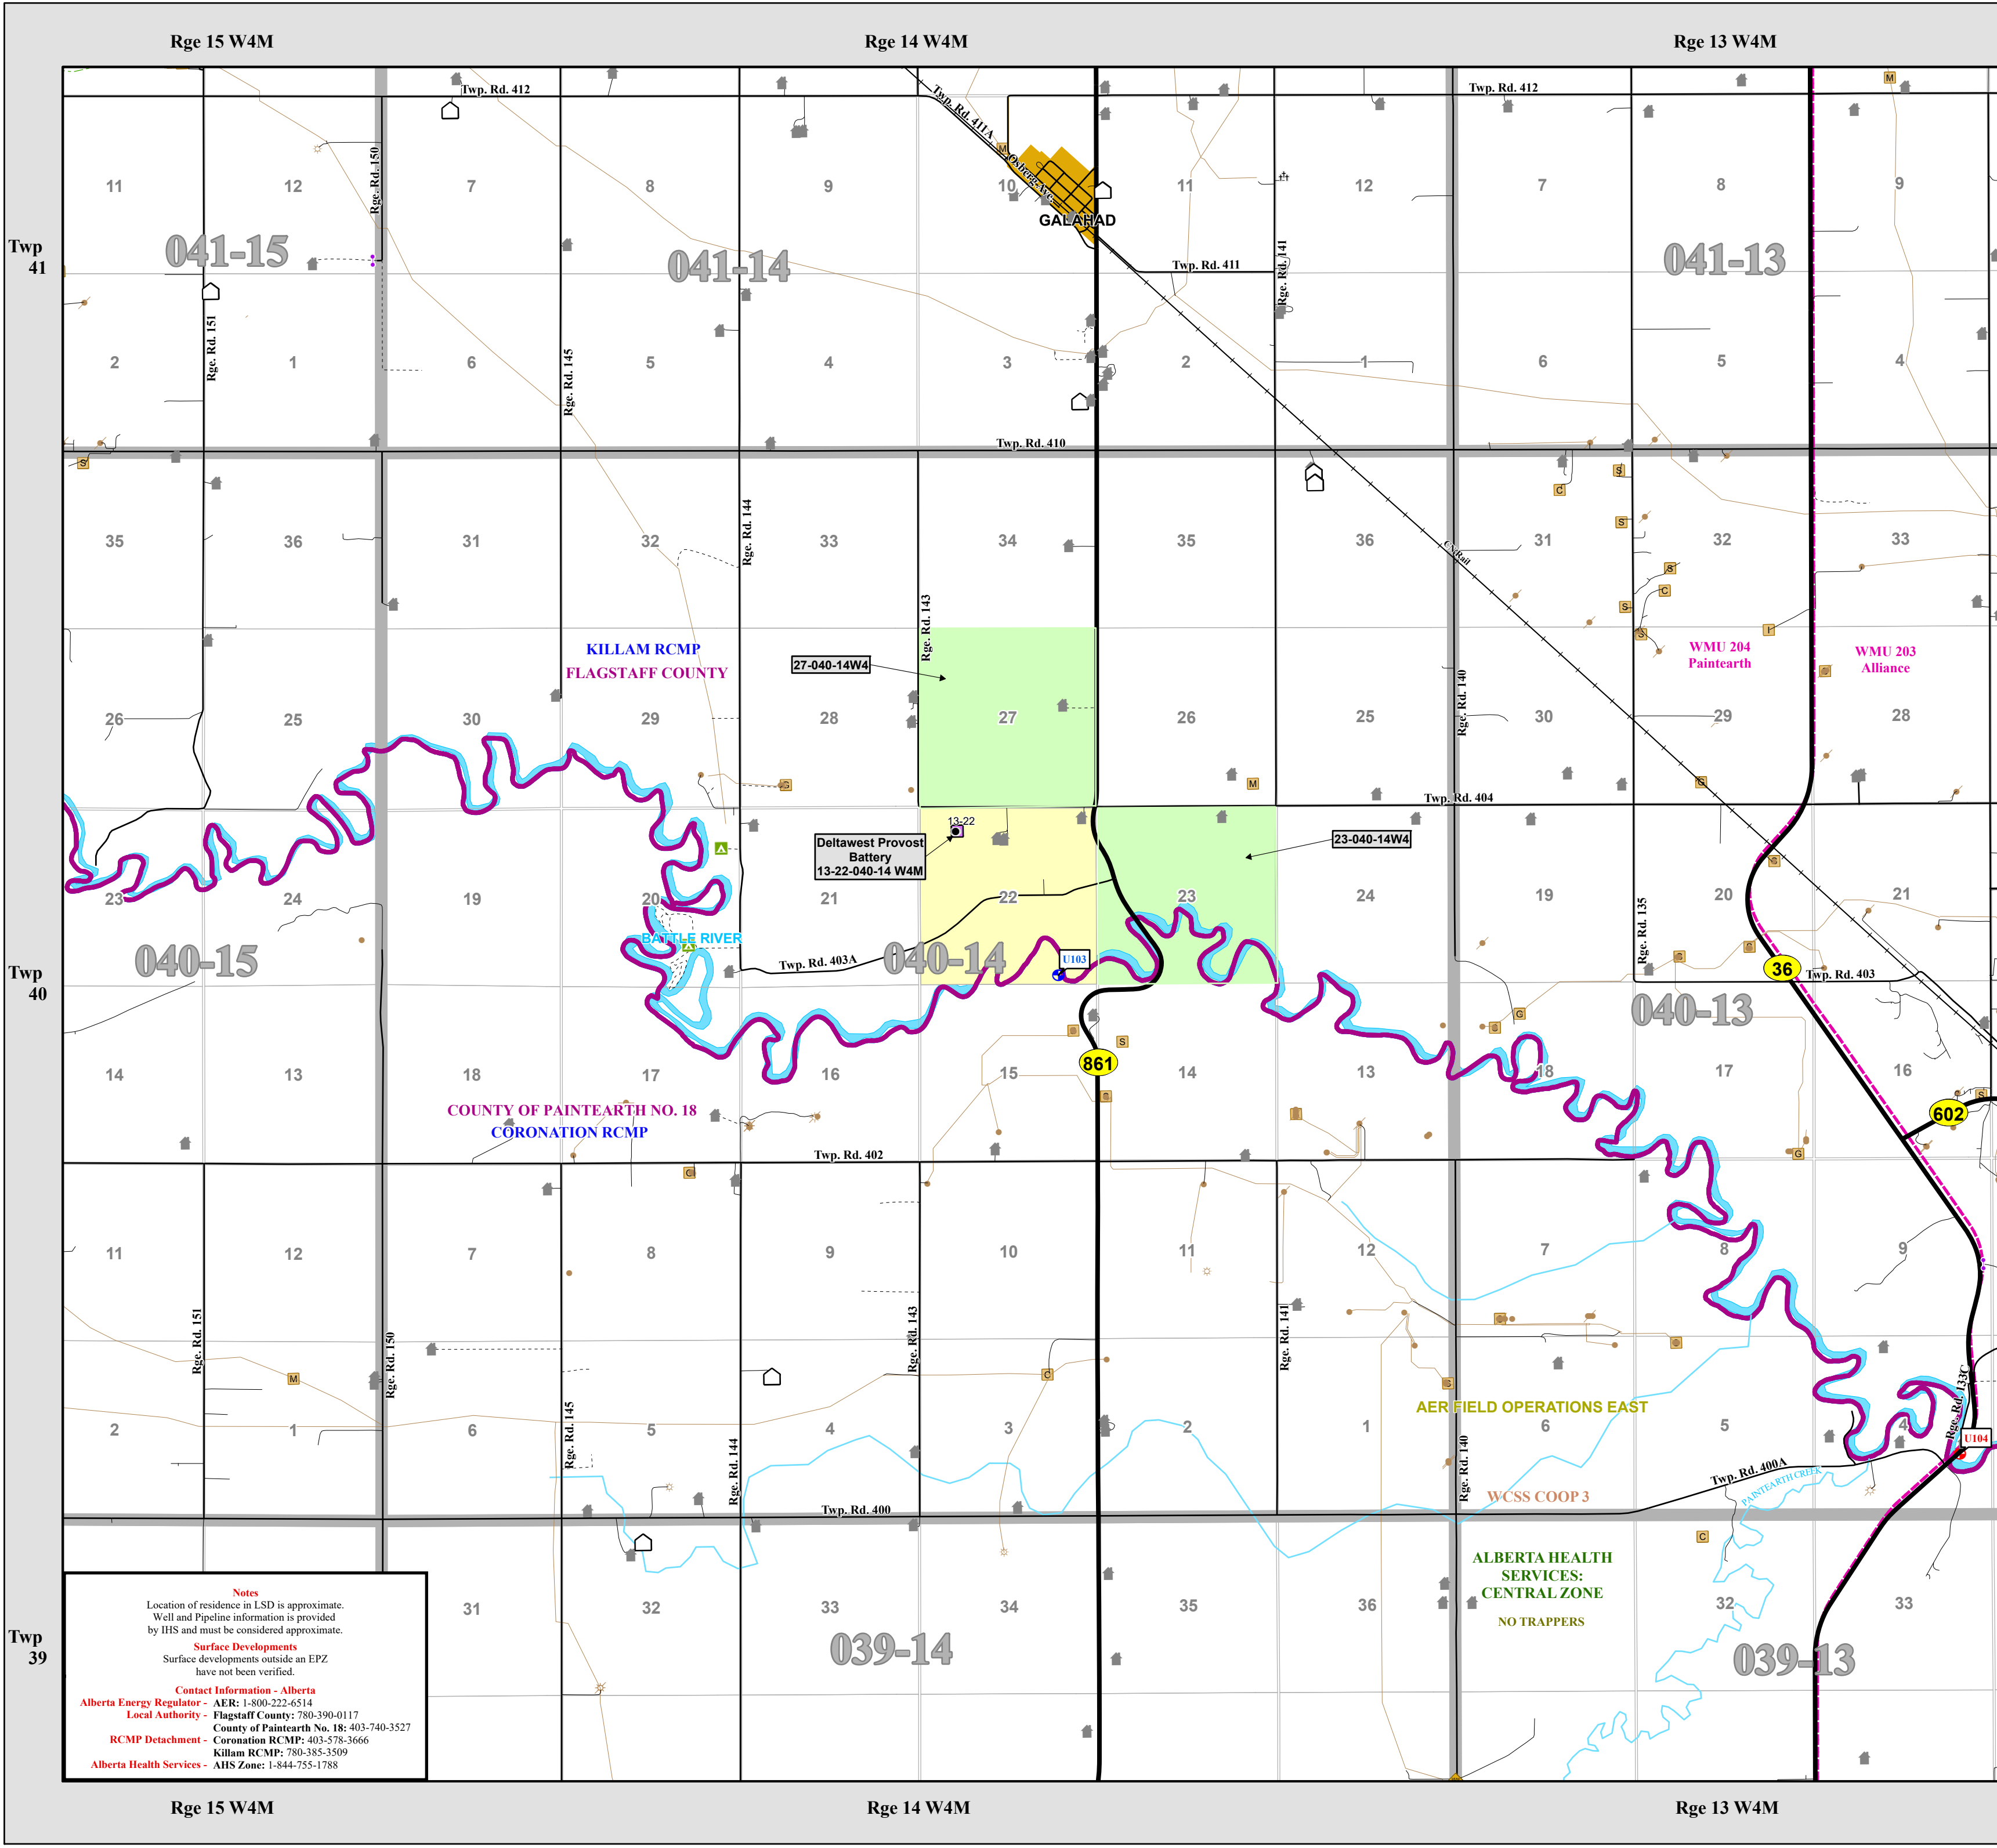 Rge 15 W4M
Rge 14 W4M
Rge 13 W4M
Twp. Rd. 412
Twp. Rd. 412
Twp. Rd. 411A
M
M
Osberg Ave.
Rge. Rd. 150
11
12
7
8
9
10
11
12
7
8
9
GALAHAD
Twp
41
041-15
041-14
041-13
Rge. Rd. 141
Twp. Rd. 411
Rge. Rd. 151
Rge. Rd. 145
2
1
6
5
4
3
2
1
6
5
4
Twp. Rd. 410
S
S
C
S
Rge. Rd. 144
35
36
31
32
33
34
35
36
31
32
33
CN Rail
S
C
S
S
I
Rge. Rd. 143
KILLAM RCMP
FLAGSTAFF COUNTY
27-040-14W4
WMU 204
Paintearth
WMU 203
Alliance
Rge. Rd. 140
26
25
30
29
28
27
26
25
30
29
28
G
M
G
Twp. Rd. 404
13-22
Deltawest Provost
Battery
13-22-040-14 W4M
23-040-14W4
23
24
19
20
21
22
23
24
19
20
21
Rge. Rd. 135
BATTLE RIVER
040-15
040-14
Twp. Rd. 403A
U103
36
Twp. Rd. 403
Twp
40
040-13
G
S
861
14
13
18
17
16
15
14
13
18
17
16
S
602
COUNTY OF PAINTEARTH NO. 18
CORONATION RCMP
Twp. Rd. 402
G
C
11
12
7
8
9
10
11
12
7
8
9
Rge. Rd. 151
Rge. Rd. 150
Rge. Rd. 143
Rge. Rd. 141
M
C
Rge. Rd. 133C
AER FIELD OPERATIONS EAST
2
1
6
5
4
3
2
1
6
5
4
Rge. Rd. 145
Rge. Rd. 144
Rge. Rd. 140
U104
Twp. Rd. 400A
PAINTEARTH CREEK
WCSS COOP 3
Twp. Rd. 400
C
ALBERTA HEALTH
SERVICES:
CENTRAL ZONE
NO TRAPPERS
31
32
33
34
35
36
32
33
Twp
39
039-14
039-13
Notes
Location of residence in LSD is approximate.
Well and Pipeline information is provided
by IHS and must be considered approximate.
Surface Developments
Surface developments outside an EPZ
have not been verified.
Contact Information - Alberta
Alberta Energy Regulator - AER: 1-800-222-6514
Local Authority - Flagstaff County: 780-390-0117
County of Paintearth No. 18: 403-740-3527
RCMP Detachment - Coronation RCMP: 403-578-3666
Killam RCMP: 780-385-3509
Alberta Health Services - AHS Zone: 1-844-755-1788
Rge 15 W4M
Rge 14 W4M
Rge 13 W4M